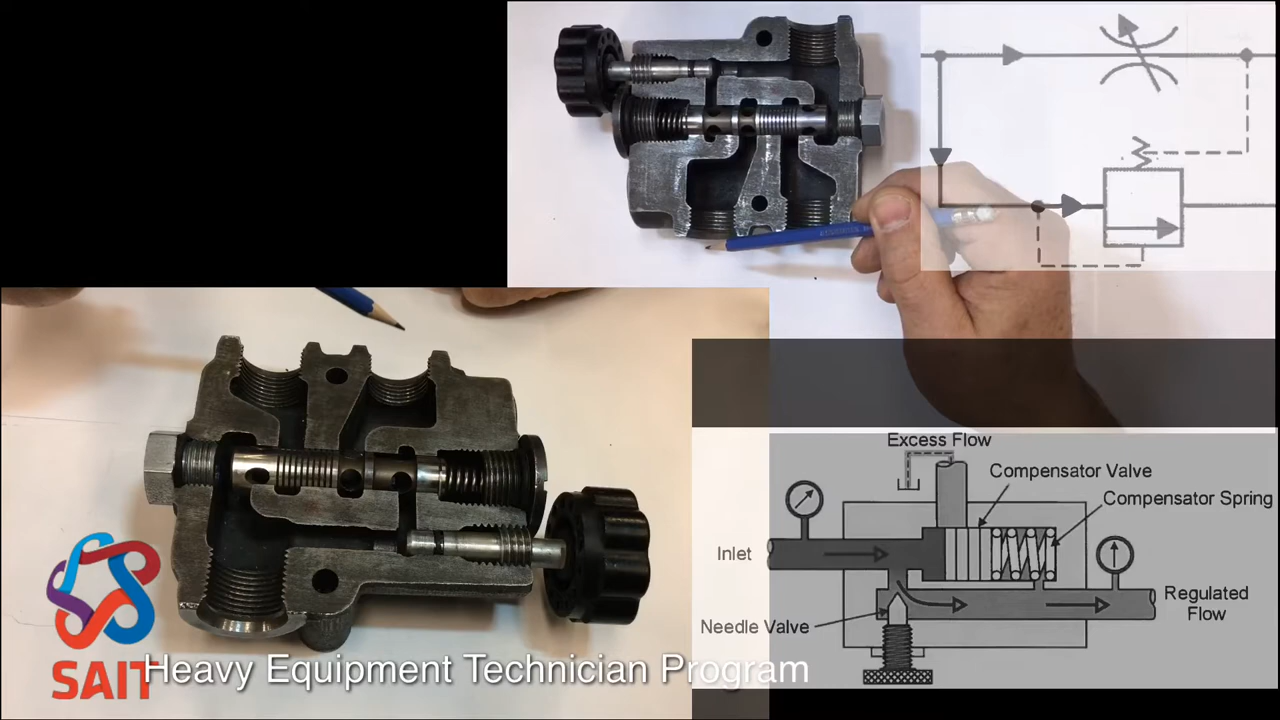 Excess Flow
Compensator Valve
Compensator Spring
Inlet
Regulated
Flow
Needle Valve
SAIT
Heavy Equipment Technician Program